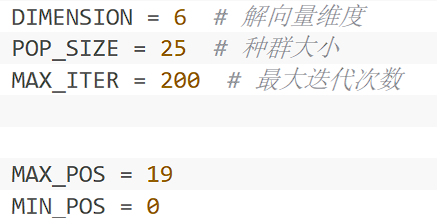 DIMENSION = 6  # 解向量维度
POP_SIZE = 25  # 种群大小
MAX_ITER = 200  # 最大迭代次数
MAX_POS = 19
MIN_POS = 0